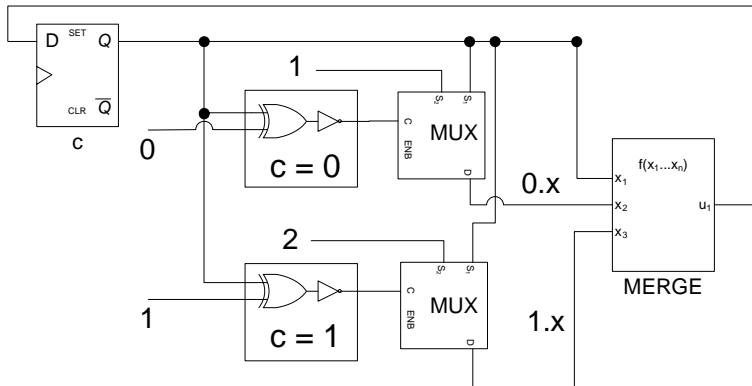 D
SET
Q
CLR
Q
c
1
S₂
S₁
C
ENB
MUX
D
0
c = 0
0.x
f(x₁...xₙ)
x₁
x₂
x₃
u₁
MERGE
2
S₂
S₁
C
ENB
MUX
D
1
c = 1
1.x